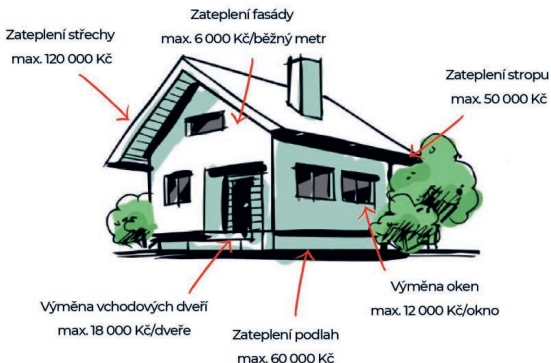 Zateplení fasády
max. 6 000 Kč/běžný metr
Zateplení střechy
max. 120 000 Kč
Zateplení stropu
max. 50 000 Kč
Výměna oken
max. 12 000 Kč/okno
Výměna vchodových dveří
max. 18 000 Kč/dveře
Zateplení podlah
max. 60 000 Kč